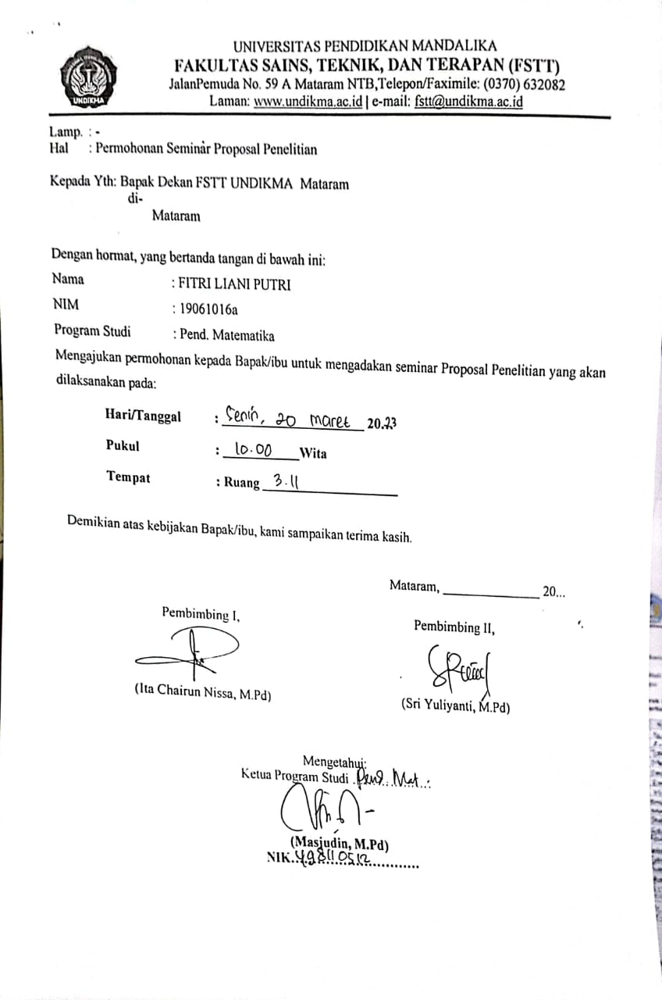 UNIVERSITAS PENDIDIKAN MANDALIKA
FAKULTAS SAINS, TEKNIK, DAN TERAPAN (FSTT)
JalanPemuda No. 59 A Mataram NTB,Telepon/Faximile: (0370) 632082
Laman: www.undikma.ac.id | e-mail: fstt@undikma.ac.id
UNDIKMA
Lamp. : -
Hal : Permohonan Seminar Proposal Penelitian
Kepada Yth: Bapak Dekan FSTT UNDIKMA Mataram
di-
Mataram
Dengan hormat, yang bertanda tangan di bawah ini:
Nama : FITRI LIANI PUTRI
NIM : 19061016a
Program Studi : Pend. Matematika
Mengajukan permohonan kepada Bapak/ibu untuk mengadakan seminar Proposal Penelitian yang akan
dilaksanakan pada:
Hari/Tanggal : Senin, 20 maret 20.23
Pukul : 10.00 Wita
Tempat : Ruang 3.11
Demikian atas kebijakan Bapak/ibu, kami sampaikan terima kasih.
Mataram, ______________ 20...
Pembimbing I,
Pembimbing II,
(Ita Chairun Nissa, M.Pd)
(Sri Yuliyanti, M.Pd)
Mengetahui:
Ketua Program Studi Pend. Mat.
(Masjudin, M.Pd)
NIK.498110512............